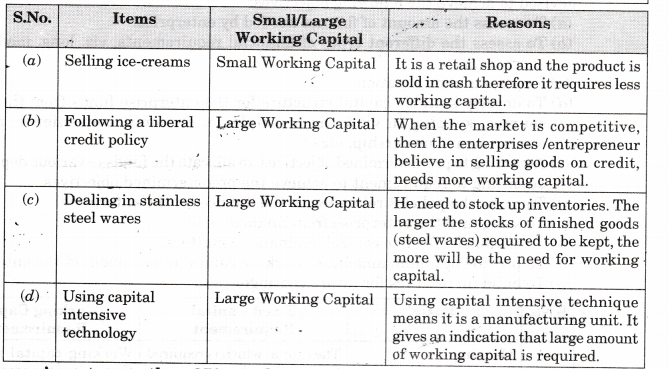 S.No. Items Small/Large Reasons
Working Capital
(a) Selling ice-creams Small Working Capital It is a retail shop and the product is
sold in cash therefore it requires less
working capital.
(b) Following a liberal Large Working Capital When the market is competitive,
credit policy then the enterprises /entrepreneur
believe in selling goods on credit,
needs more working capital.
(c) Dealing in stainless Large Working Capital He need to stock up inventories. The
steel wares larger the stocks of finished goods
(steel wares) required to be kept, the
more will be the need for working
capital.
(d) Using capital Large Working Capital Using capital intensive technique
intensive means it is a manufacturing unit. It
technology gives an indication that large amount
of working capital is required.